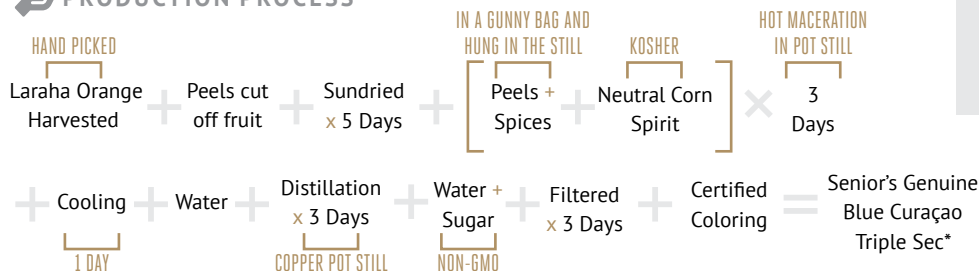 PRODUCTION PROCESS
IN A GUNNY BAG AND
HUNG IN THE STILL
HOT MACERATION
IN POT STILL
HAND PICKED
KOSHER
Laraha Orange
Harvested
+
Peels cut
off fruit
+
Sundried
x 5 Days
+
Peels +
Spices
+
Neutral Corn
Spirit
×
3
Days
+
Cooling
1 DAY
+
Water
+
Distillation
x 3 Days
COPPER POT STILL
+
Water +
Sugar
NON-GMO
+
Filtered
x 3 Days
+
Certified
Coloring
=
Senior's Genuine
Blue Curaçao
Triple Sec*